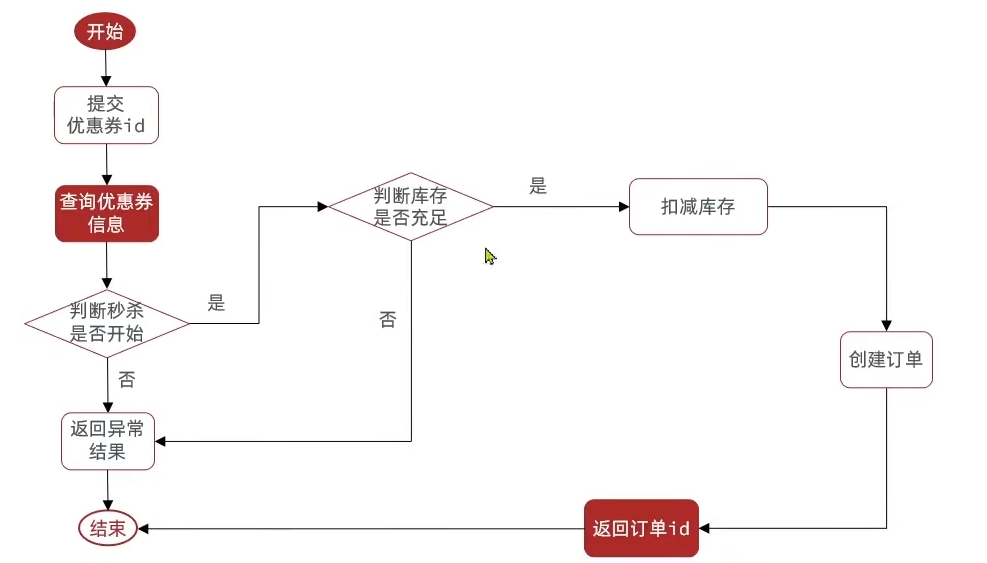 开始
提交
优惠券id
查询优惠券
信息
判断秒杀
是否开始
是
否
返回异常
结果
结束
判断库存
是否充足
是
否
扣减库存
创建订单
返回订单id